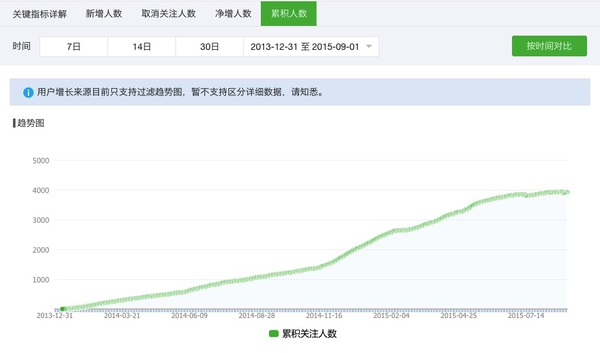 关键指标详解 新增人数 取消关注人数 净增人数 累积人数
时间 7日 14日 30日 2013-12-31 至 2015-09-01 按时间对比
用户增长来源目前只支持过滤趋势图，暂不支持区分详细数据，请知悉。
趋势图
5000
4000
3000
2000
1000
2013-12-31 2014-03-21 2014-06-09 2014-08-28 2014-11-16 2015-02-04 2015-04-25 2015-07-14
累积关注人数